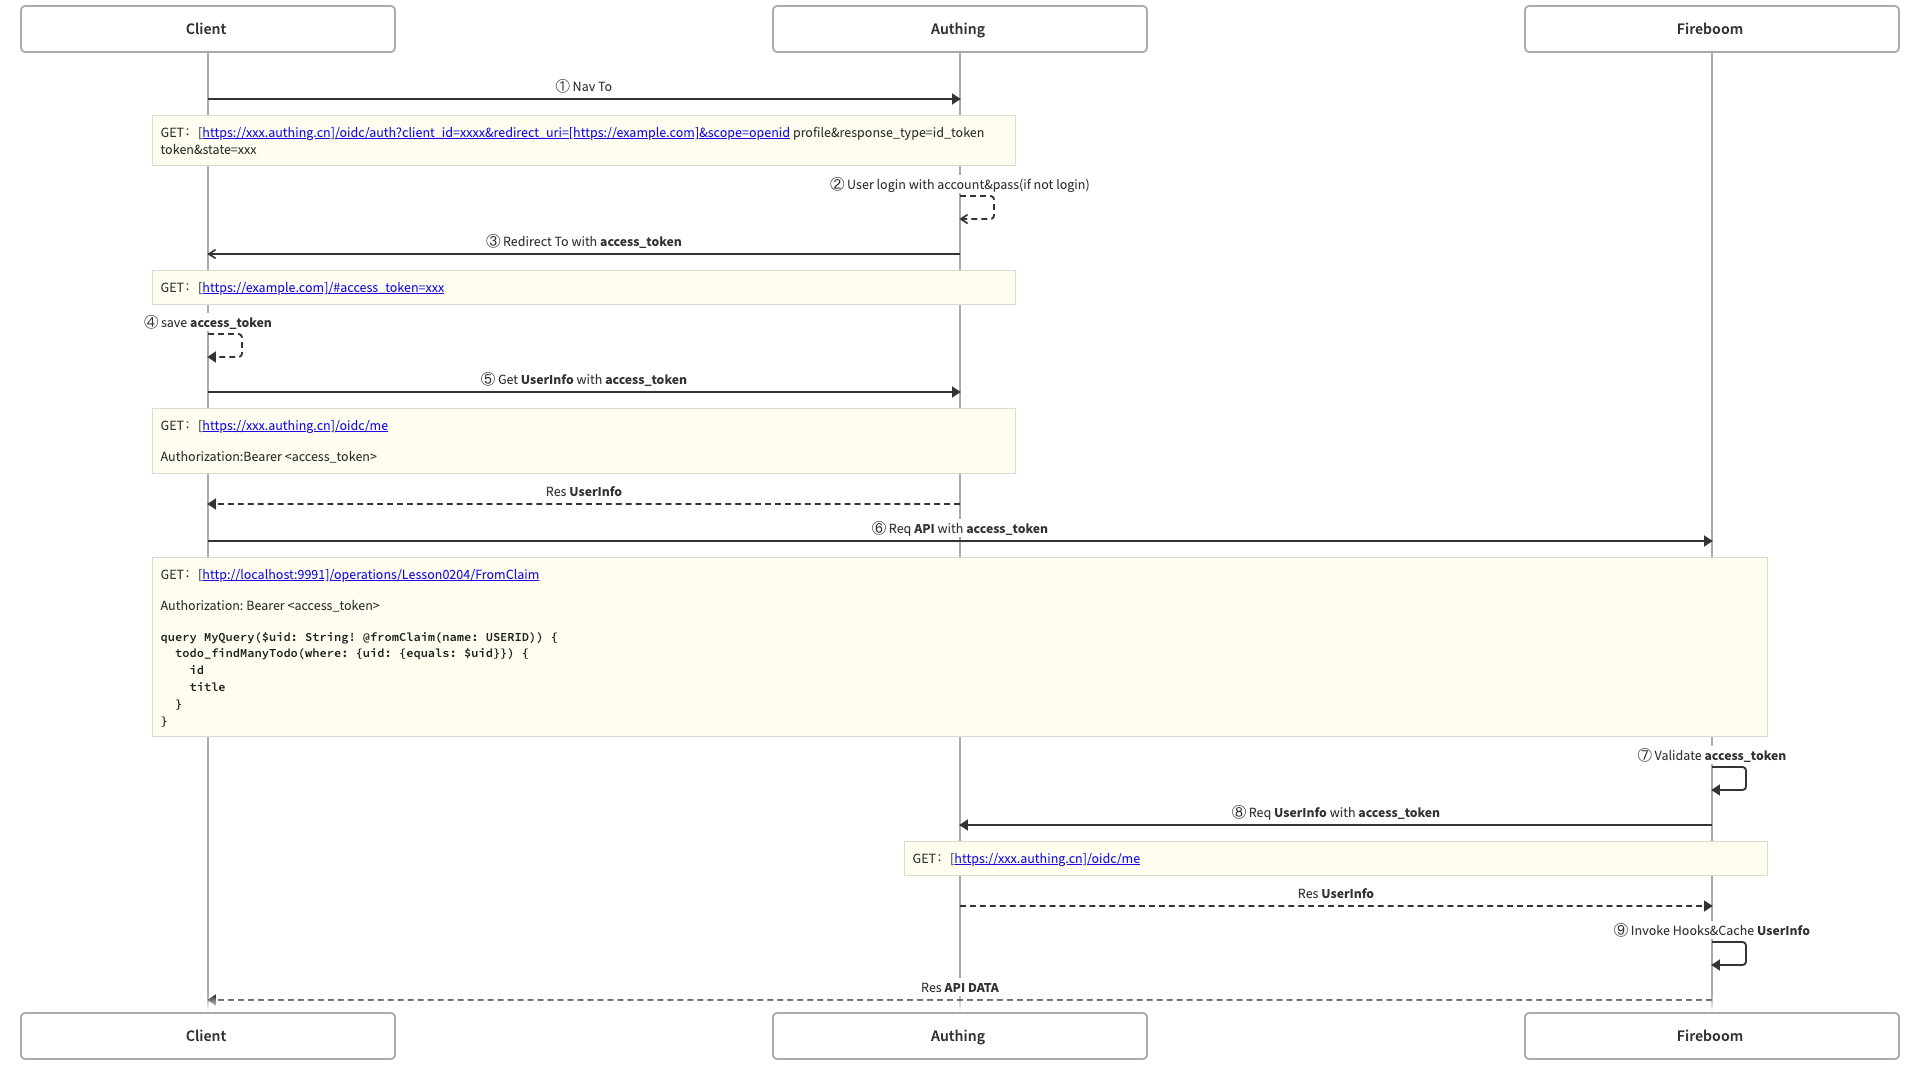 Client
Authing
Fireboom
① Nav To
GET：[https://xxx.authing.cn]/oidc/auth?client_id=xxxx&redirect_uri=[https://example.com]&scope=openid profile&response_type=id_token
token&state=xxx
② User login with account&pass(if not login)
③ Redirect To with access_token
GET：[https://example.com]/#access_token=xxx
④ save access_token
⑤ Get UserInfo with access_token
GET：[https://xxx.authing.cn]/oidc/me
Authorization:Bearer <access_token>
Res UserInfo
⑥ Req API with access_token
GET：[http://localhost:9991]/operations/Lesson0204/FromClaim
Authorization: Bearer <access_token>
query MyQuery($uid: String! @fromClaim(name: USERID)) {
  todo_findManyTodo(where: {uid: {equals: $uid}}) {
    id
    title
  }
}
⑦ Validate access_token
⑧ Req UserInfo with access_token
GET：[https://xxx.authing.cn]/oidc/me
Res UserInfo
⑨ Invoke Hooks&Cache UserInfo
Res API DATA
Client
Authing
Fireboom